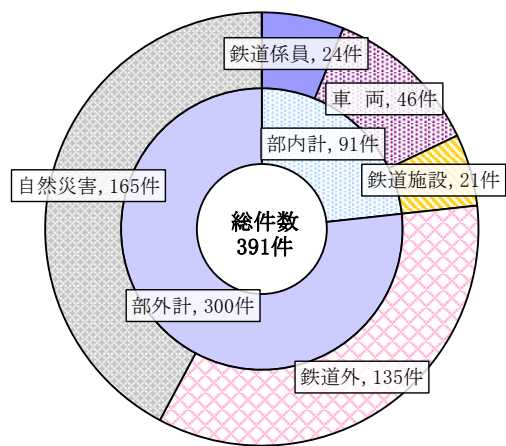 鉄道係員, 24件
車　両, 46件
部内計, 91件
鉄道施設, 21件
自然災害, 165件
総件数
391件
部外計, 300件
鉄道外, 135件